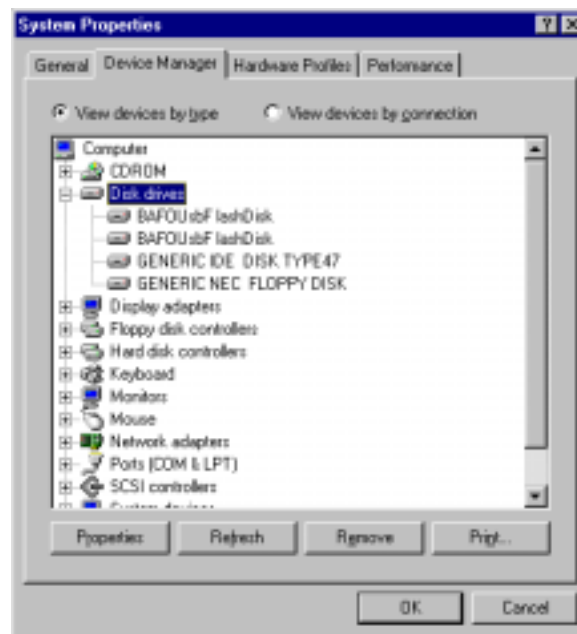 System Properties
General Device Manager Hardware Profiles Performance
View devices by type View devices by connection
Computer
CDROM
Disk drives
BAFOUsbFlashDisk
BAFOUsbFlashDisk
GENERIC IDE DISK TYPE47
GENERIC NEC FLOPPY DISK
Display adapters
Floppy disk controllers
Hard disk controllers
Keyboard
Monitors
Mouse
Network adapters
Ports (COM & LPT)
SCSI controllers
System devices
Properties Refresh Remove Print...
OK Cancel